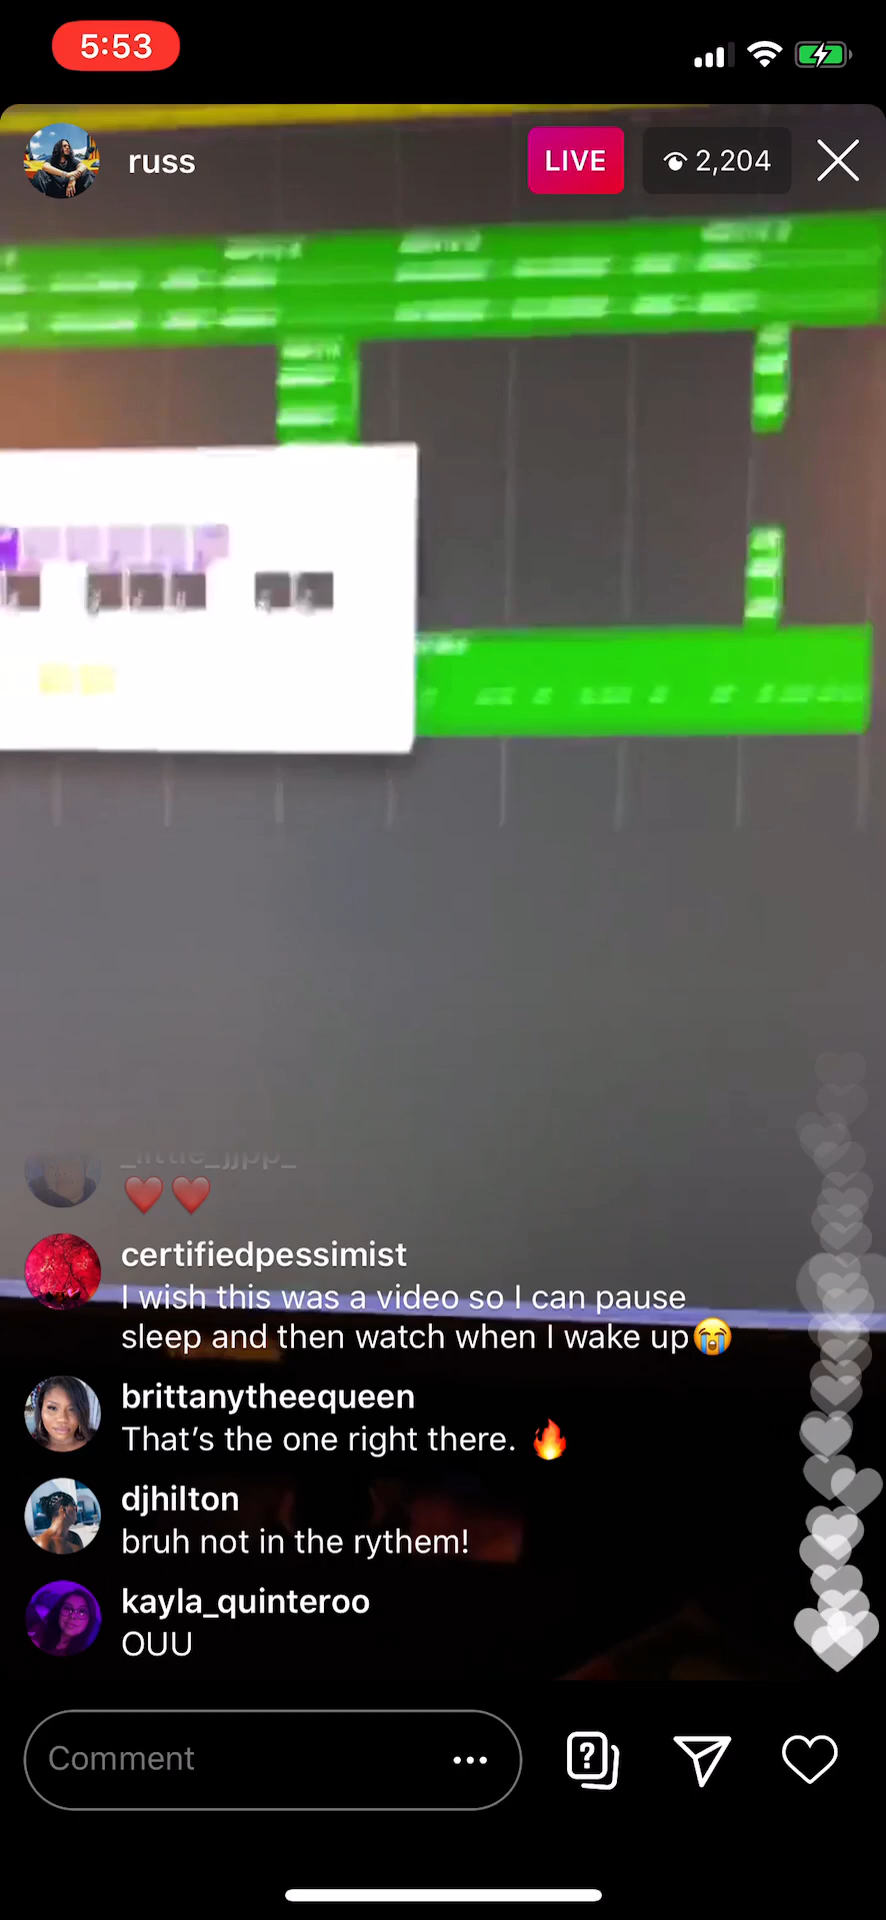 5:53
russ
LIVE
2,204
_little_jjpp_
❤️❤️
certifiedpessimist
I wish this was a video so I can pause
sleep and then watch when I wake up😭
brittanytheequeen
That’s the one right there. 🔥
djhilton
bruh not in the rythem!
kayla_quinteroo
OUU
Comment
?